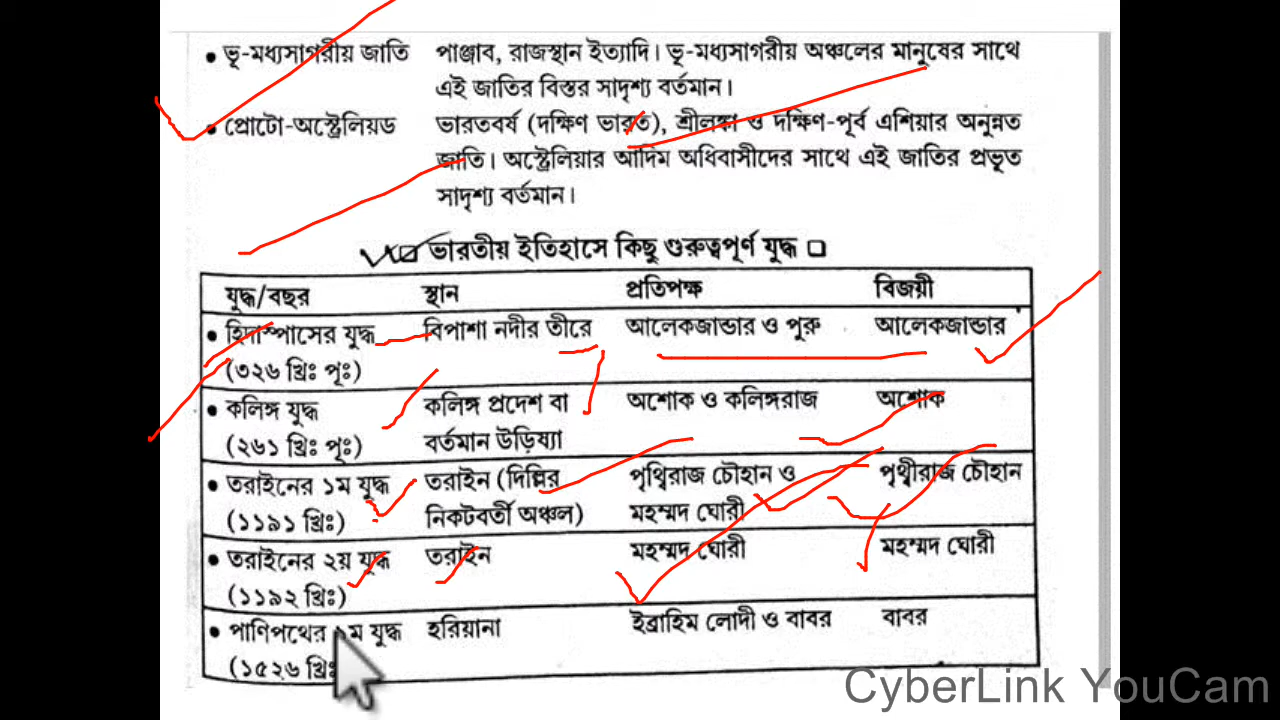 • ভূ-মধ্যসাগরীয় জাতি পাঞ্জাব, রাজস্থান ইত্যাদি। ভূ-মধ্যসাগরীয় অঞ্চলের মানুষের সাথে
এই জাতির বিস্তর সাদৃশ্য বর্তমান।
• প্রোটো-অস্ট্রেলিয়ড ভারতবর্ষ (দক্ষিণ ভারত), শ্রীলঙ্কা ও দক্ষিণ-পূর্ব এশিয়ার অনুন্নত
জাতি। অস্ট্রেলিয়ার আদিম অধিবাসীদের সাথে এই জাতির প্রভূত
সাদৃশ্য বর্তমান।
ভারতীয় ইতিহাসে কিছু গুরুত্বপূর্ণ যুদ্ধ
যুদ্ধ/বছর স্থান প্রতিপক্ষ বিজয়ী
• হিদাস্পাসের যুদ্ধ বিপাশা নদীর তীরে আলেকজান্ডার ও পুরু আলেকজান্ডার
(৩২৬ খ্রিঃ পূঃ)
• কলিঙ্গ যুদ্ধ কলিঙ্গ প্রদেশ বা অশোক ও কলিঙ্গরাজ অশোক
(২৬১ খ্রিঃ পূঃ) বর্তমান উড়িষ্যা
• তরাইনের ১ম যুদ্ধ তরাইন (দিল্লির পৃথ্বিরাজ চৌহান ও পৃথ্বীরাজ চৌহান
(১১৯১ খ্রিঃ) নিকটবর্তী অঞ্চল) মহম্মদ ঘোরী
• তরাইনের ২য় যুদ্ধ তরাইন মহম্মদ ঘোরী মহম্মদ ঘোরী
(১১৯২ খ্রিঃ)
• পাণিপথের ১ম যুদ্ধ হরিয়ানা ইব্রাহিম লোদী ও বাবর বাবর
(১৫২৬ খ্রিঃ
CyberLink YouCam